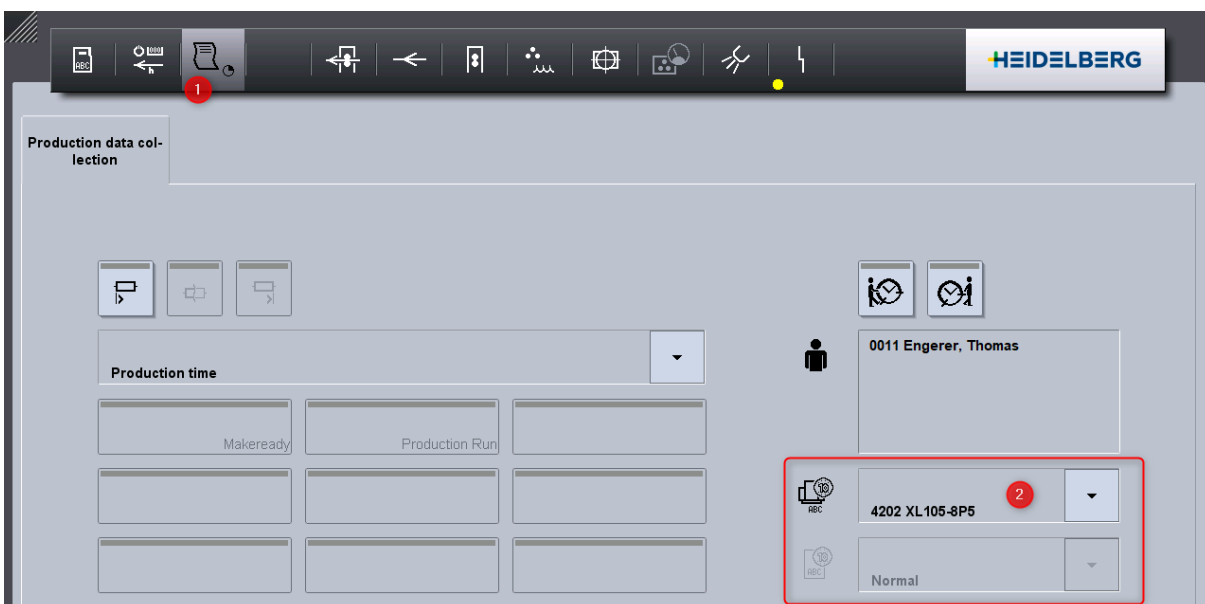 ABC
h
1
HEIDELBERG
Production data col-
lection
0011 Engerer, Thomas
Production time
Makeready
Production Run
ABC
4202 XL105-8P5
2
ABC
Normal